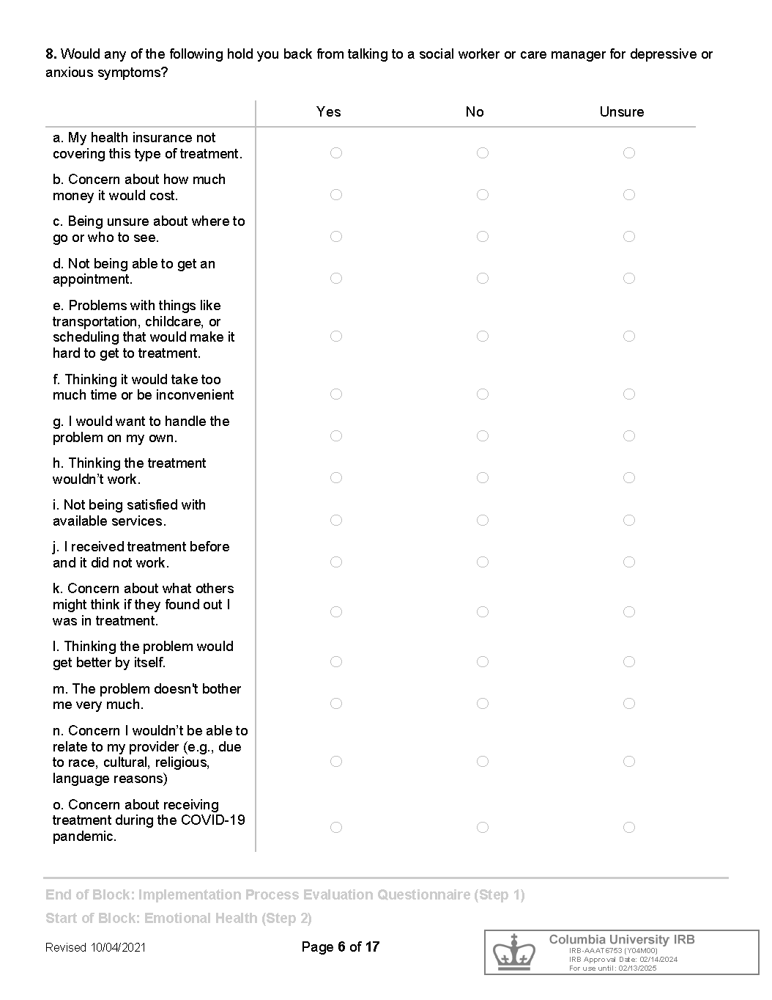 8. Would any of the following hold you back from talking to a social worker or care manager for depressive or
anxious symptoms?
Yes No Unsure
a. My health insurance not
covering this type of treatment.
b. Concern about how much
money it would cost.
c. Being unsure about where to
go or who to see.
d. Not being able to get an
appointment.
e. Problems with things like
transportation, childcare, or
scheduling that would make it
hard to get to treatment.
f. Thinking it would take too
much time or be inconvenient
g. I would want to handle the
problem on my own.
h. Thinking the treatment
wouldn’t work.
i. Not being satisfied with
available services.
j. I received treatment before
and it did not work.
k. Concern about what others
might think if they found out I
was in treatment.
l. Thinking the problem would
get better by itself.
m. The problem doesn't bother
me very much.
n. Concern I wouldn’t be able to
relate to my provider (e.g., due
to race, cultural, religious,
language reasons)
o. Concern about receiving
treatment during the COVID-19
pandemic.
End of Block: Implementation Process Evaluation Questionnaire (Step 1)
Start of Block: Emotional Health (Step 2)
Revised 10/04/2021 Page 6 of 17
Columbia University IRB
IRB-AAAT6753 (Y04M00)
IRB Approval Date: 02/14/2024
For use until: 02/13/2025